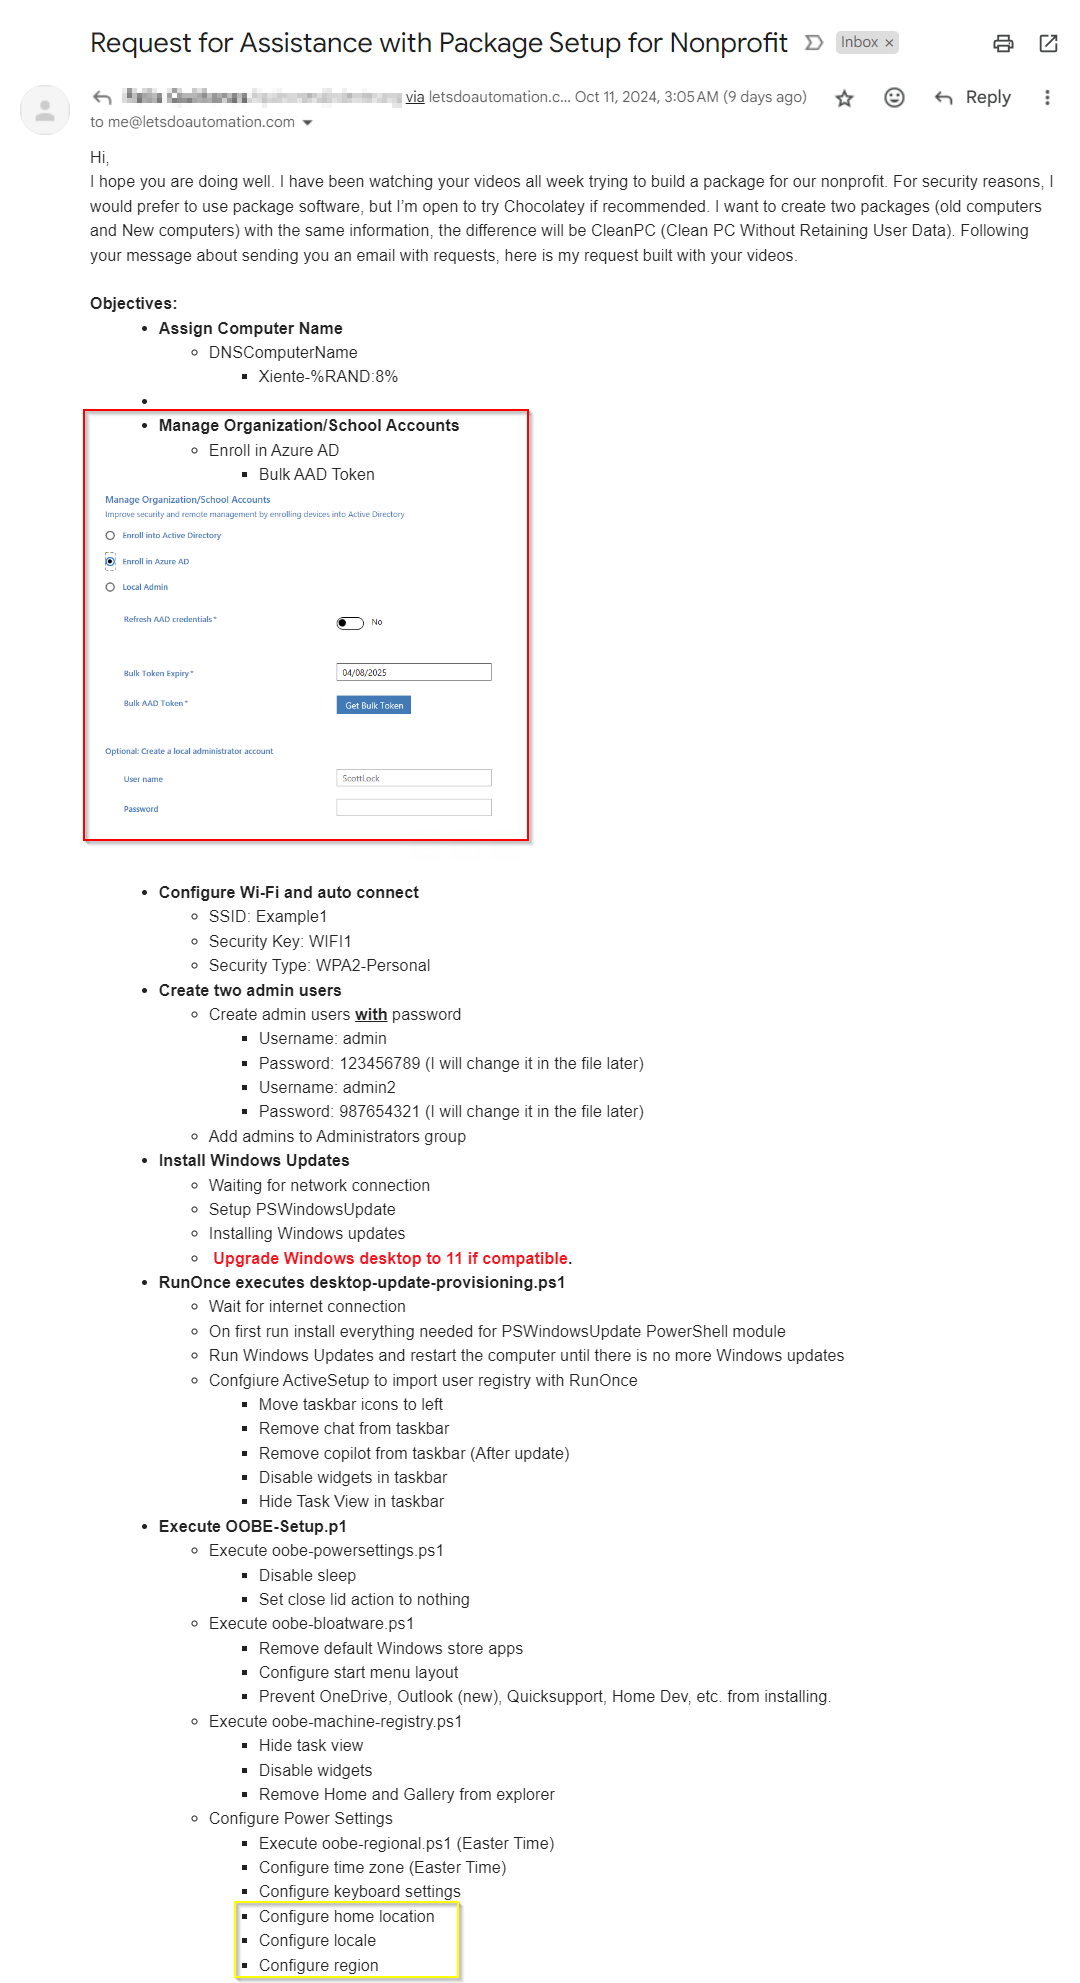 Request for Assistance with Package Setup for Nonprofit Inbox ×
via letsdoautomation.c... Oct 11, 2024, 3:05 AM (9 days ago) Reply
to me@letsdoautomation.com
Hi,
I hope you are doing well. I have been watching your videos all week trying to build a package for our nonprofit. For security reasons, I
would prefer to use package software, but I'm open to try Chocolatey if recommended. I want to create two packages (old computers
and New computers) with the same information, the difference will be CleanPC (Clean PC Without Retaining User Data). Following
your message about sending you an email with requests, here is my request built with your videos.
Objectives:
• Assign Computer Name
◦ DNSComputerName
▪ Xiente-%RAND:8%
•
• Manage Organization/School Accounts
◦ Enroll in Azure AD
▪ Bulk AAD Token
Manage Organization/School Accounts
Improve security and remote management by enrolling devices into Active Directory
Enroll into Active Directory
Enroll in Azure AD
Local Admin
Refresh AAD credentials* No
Bulk Token Expiry* 04/08/2025
Bulk AAD Token* Get Bulk Token
Optional: Create a local administrator account
User name ScottLock
Password
• Configure Wi-Fi and auto connect
◦ SSID: Example1
◦ Security Key: WIFI1
◦ Security Type: WPA2-Personal
• Create two admin users
◦ Create admin users with password
▪ Username: admin
▪ Password: 123456789 (I will change it in the file later)
▪ Username: admin2
▪ Password: 987654321 (I will change it in the file later)
◦ Add admins to Administrators group
• Install Windows Updates
◦ Waiting for network connection
◦ Setup PSWindowsUpdate
◦ Installing Windows updates
◦ Upgrade Windows desktop to 11 if compatible.
• RunOnce executes desktop-update-provisioning.ps1
◦ Wait for internet connection
◦ On first run install everything needed for PSWindowsUpdate PowerShell module
◦ Run Windows Updates and restart the computer until there is no more Windows updates
◦ Confgiure ActiveSetup to import user registry with RunOnce
▪ Move taskbar icons to left
▪ Remove chat from taskbar
▪ Remove copilot from taskbar (After update)
▪ Disable widgets in taskbar
▪ Hide Task View in taskbar
• Execute OOBE-Setup.p1
◦ Execute oobe-powersettings.ps1
▪ Disable sleep
▪ Set close lid action to nothing
◦ Execute oobe-bloatware.ps1
▪ Remove default Windows store apps
▪ Configure start menu layout
▪ Prevent OneDrive, Outlook (new), Quicksupport, Home Dev, etc. from installing.
◦ Execute oobe-machine-registry.ps1
▪ Hide task view
▪ Disable widgets
▪ Remove Home and Gallery from explorer
◦ Configure Power Settings
▪ Execute oobe-regional.ps1 (Easter Time)
▪ Configure time zone (Easter Time)
▪ Configure keyboard settings
▪ Configure home location
▪ Configure locale
▪ Configure region